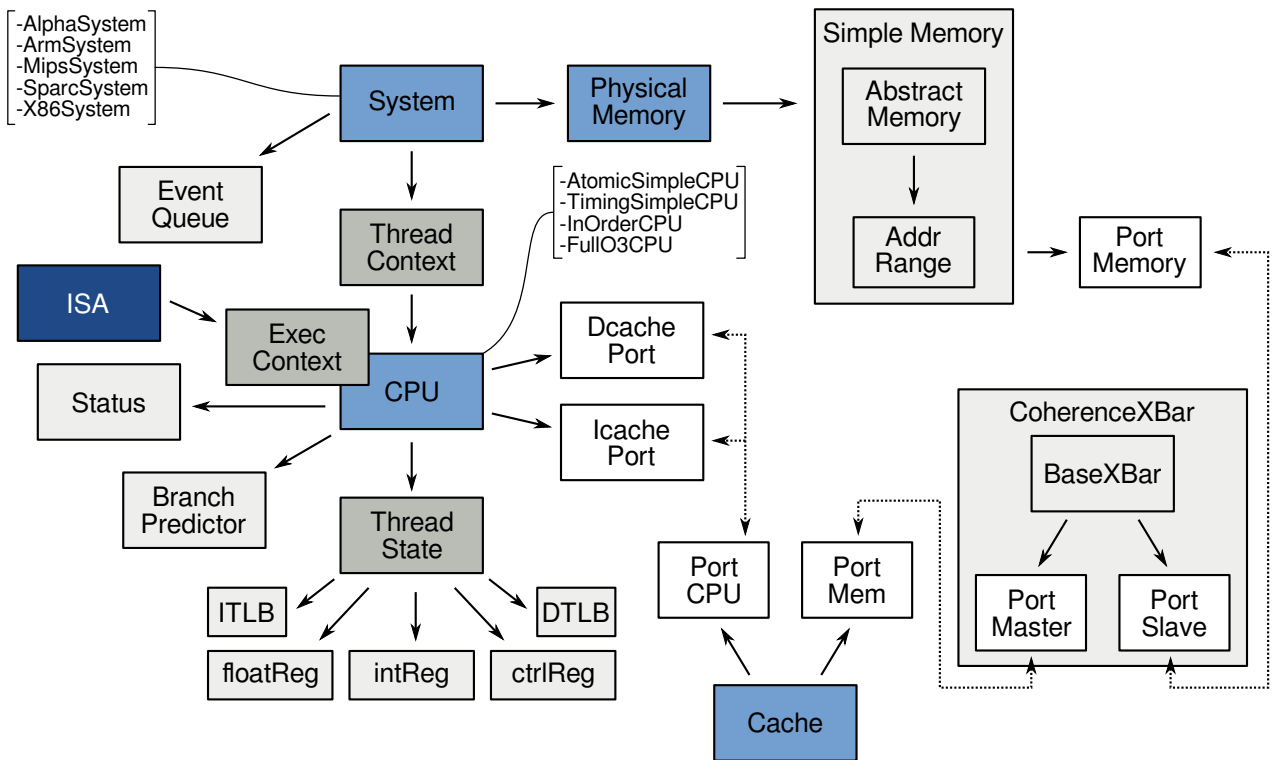 -AlphaSystem
-ArmSystem
-MipsSystem
-SparcSystem
-X86System
System
Physical
Memory
Simple Memory
Abstract
Memory
Addr
Range
Event
Queue
Thread
Context
-AtomicSimpleCPU
-TimingSimpleCPU
-InOrderCPU
-FullO3CPU
Port
Memory
ISA
Exec
Context
CPU
Dcache
Port
Status
Icache
Port
Branch
Predictor
Thread
State
CoherenceXBar
BaseXBar
Port
Master
Port
Slave
Port
CPU
Port
Mem
ITLB
DTLB
floatReg
intReg
ctrlReg
Cache